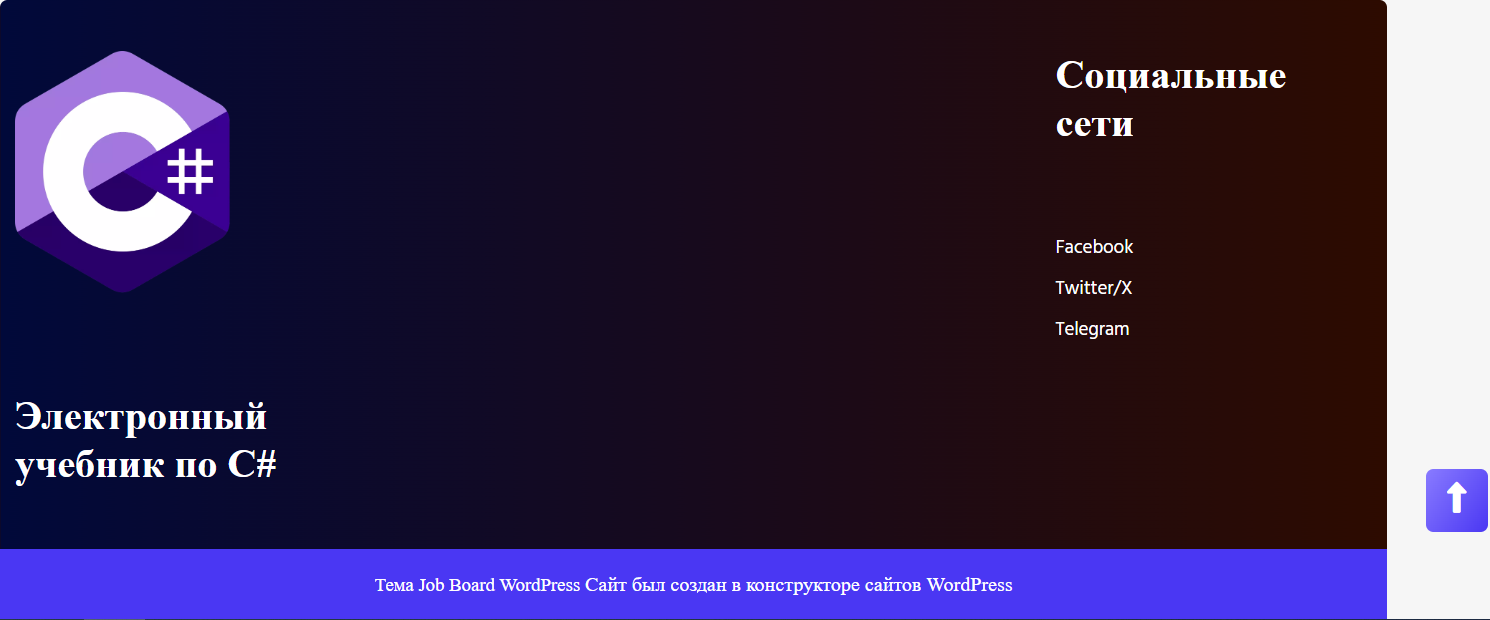 C#
Электронный
учебник по C#
Социальные
сети
Facebook
Twitter/X
Telegram
Тема Job Board WordPress Сайт был создан в конструкторе сайтов WordPress